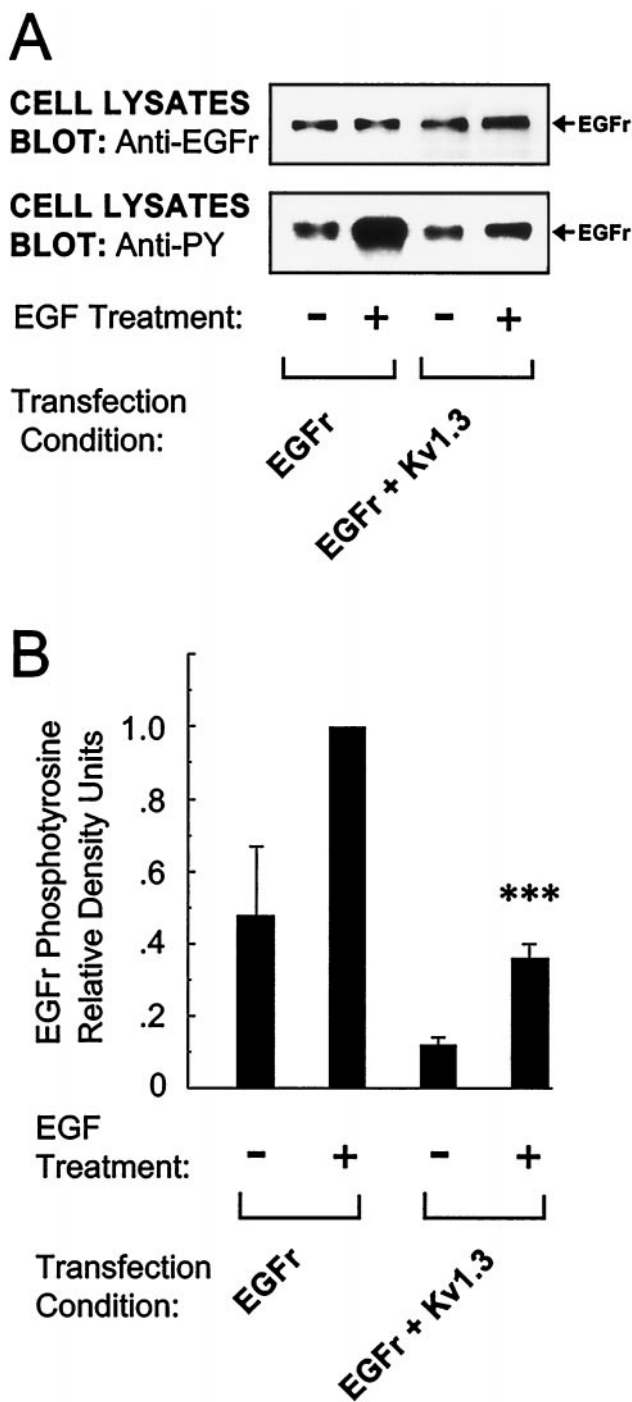 A
CELL LYSATES
BLOT: Anti-EGFr
EGFr
CELL LYSATES
BLOT: Anti-PY
EGFr
EGF Treatment: - + - +
Transfection
Condition:
EGFr
EGFr + Kv1.3
B
EGFr Phosphotyrosine
Relative Density Units
1.0
.8
.6
.4
.2
0
***
EGF
Treatment: - + - +
Transfection
Condition:
EGFr
EGFr + Kv1.3